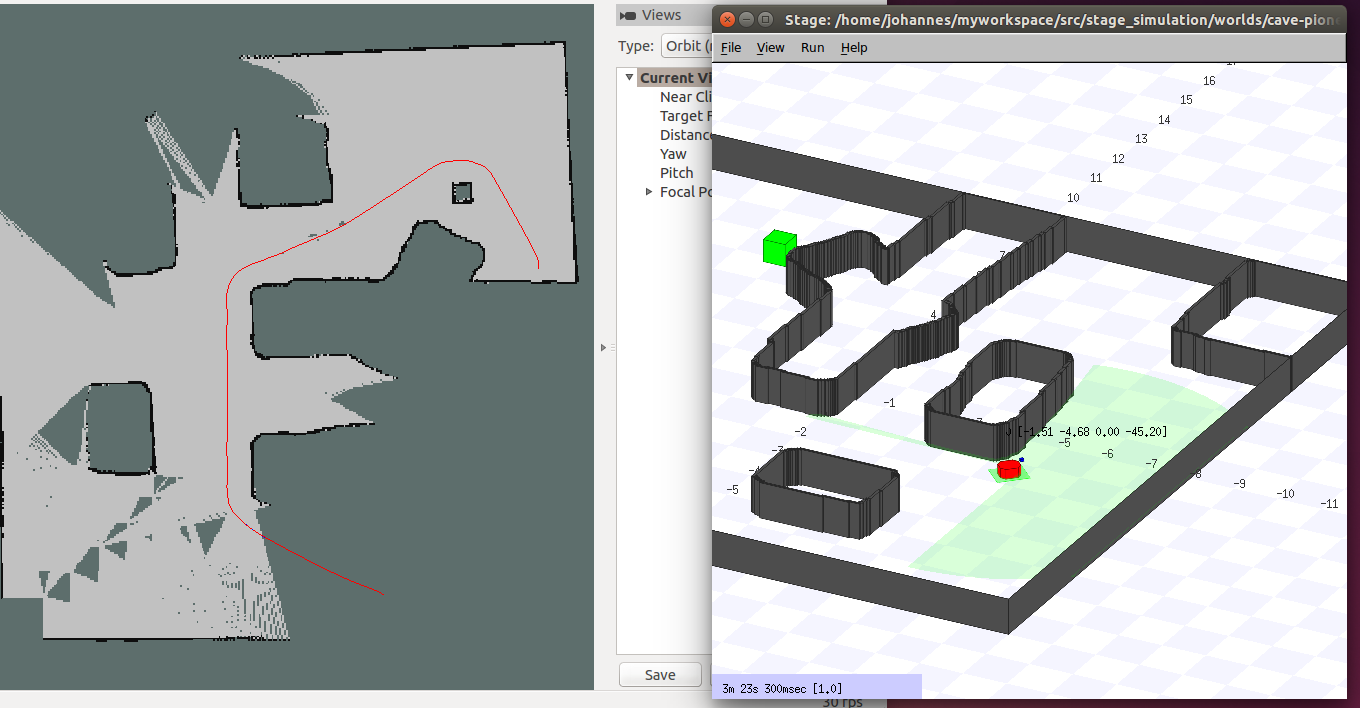 Views
Type: Orbit (r
Current Vi
Near Cli
Target F
Distance
Yaw
Pitch
Focal Po
Save
30 fps
Stage: /home/johannes/myworkspace/src/stage_simulation/worlds/cave-pion
File View Run Help
17
16
15
14
13
12
11
10
7
4
-1
-2
-3
-4
-5
[-1.51 -4.68 0.00 -45.20]
-5
-6
-7
-8
-9
-10
-11
3m 23s 300msec [1.0]